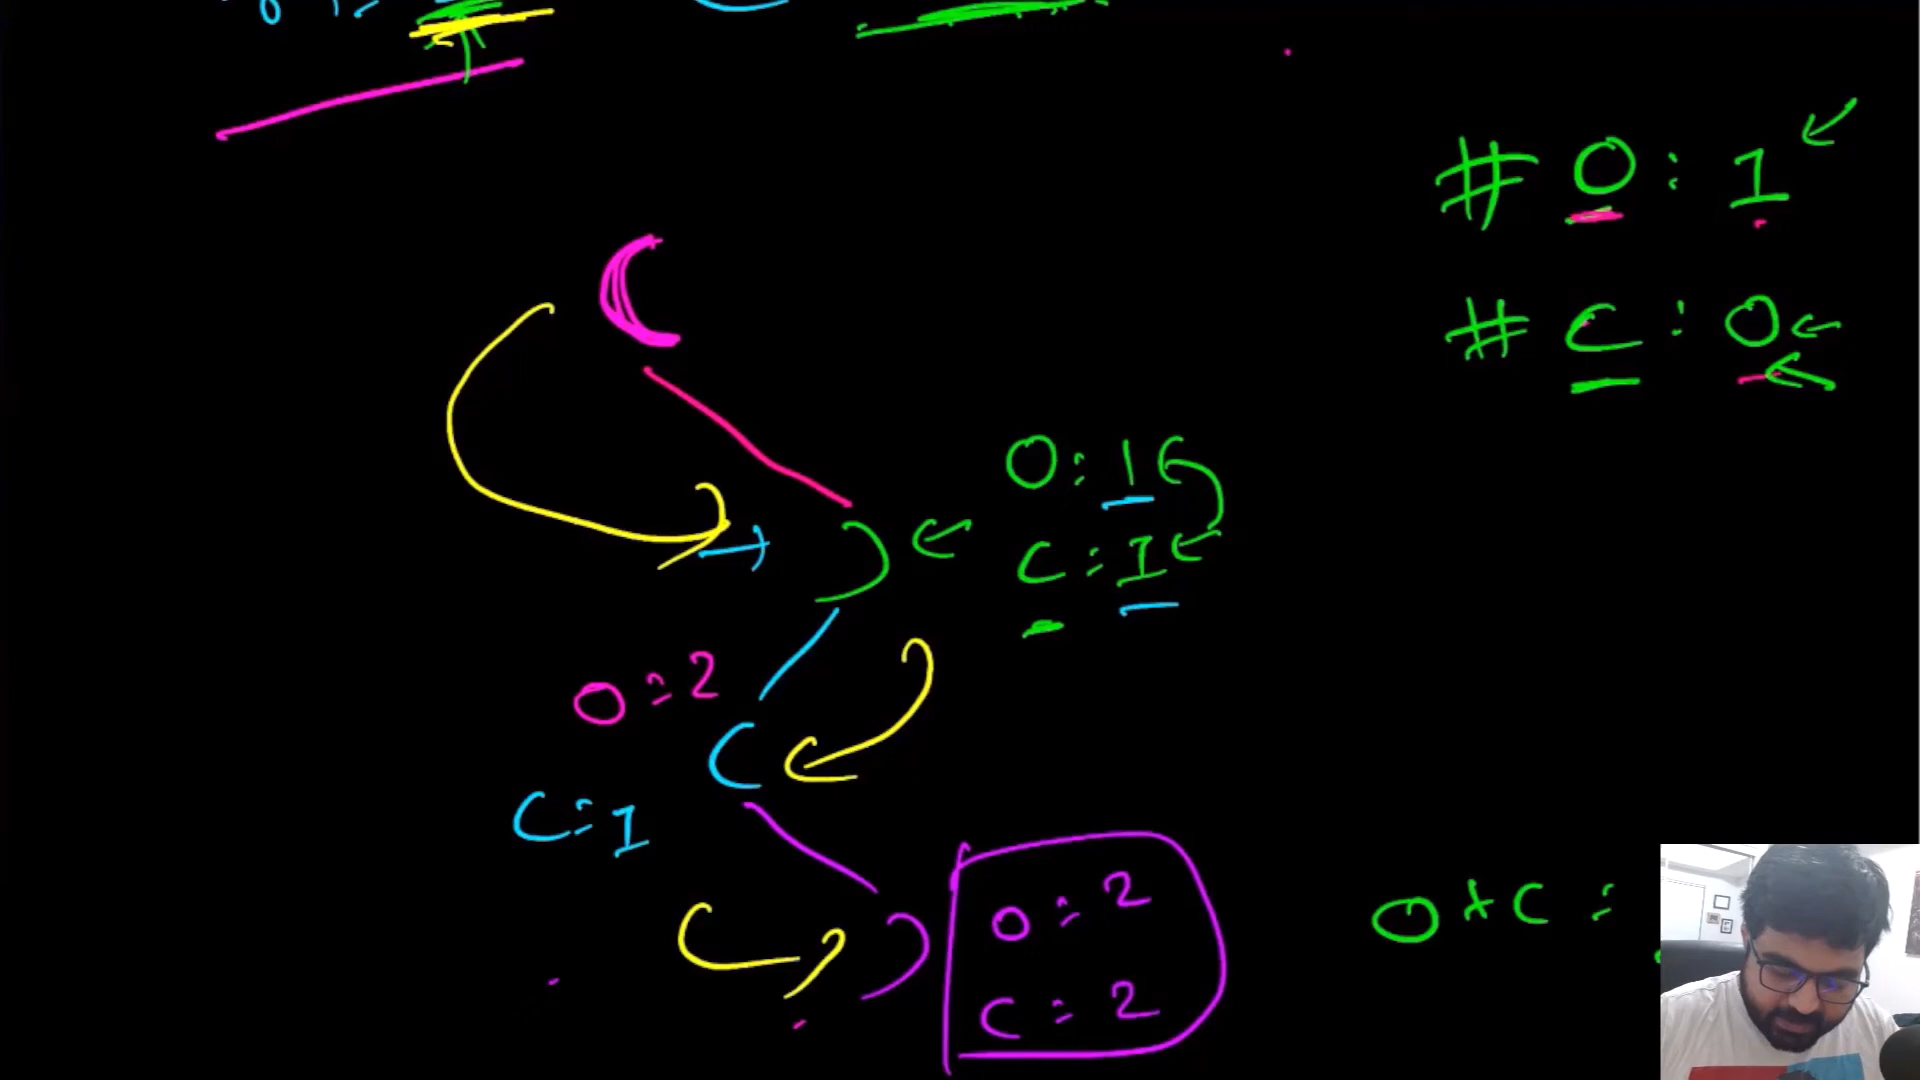 # O : 1
(
# C : 0
O : 1
)
C : 1
O : 2
(
C : 1
)
O : 2
O + C :
C : 2